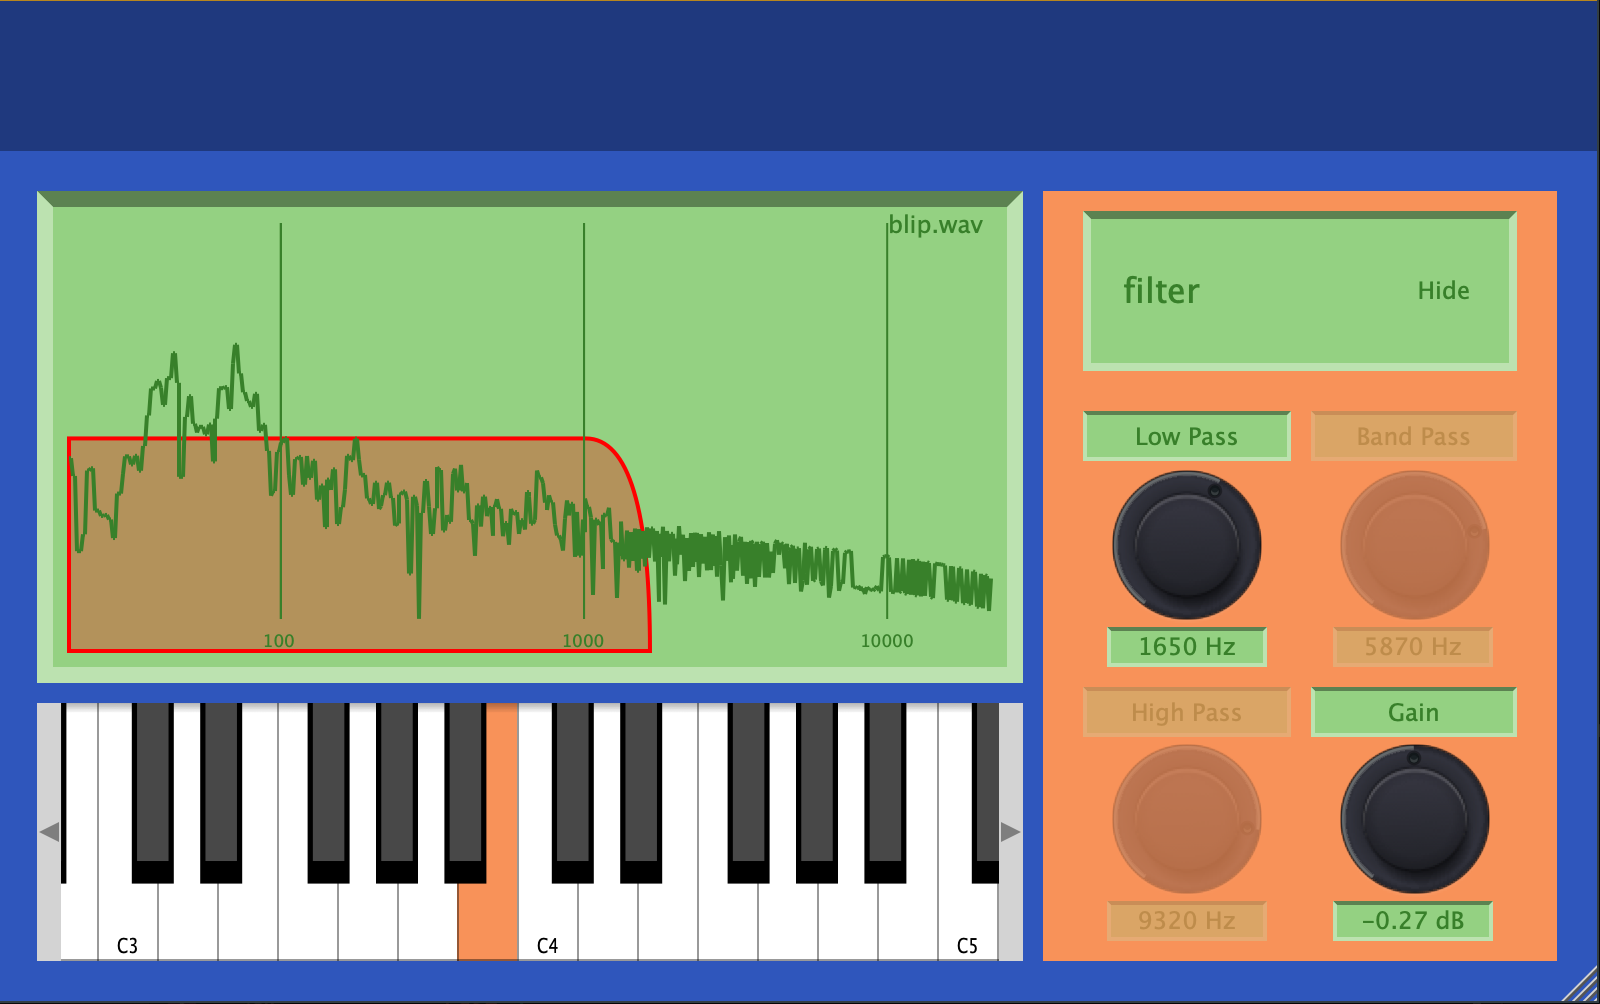 blip.wav
100 1000 10000
C3 C4 C5
filter Hide
Low Pass Band Pass
1650 Hz 5870 Hz
High Pass Gain
9320 Hz -0.27 dB